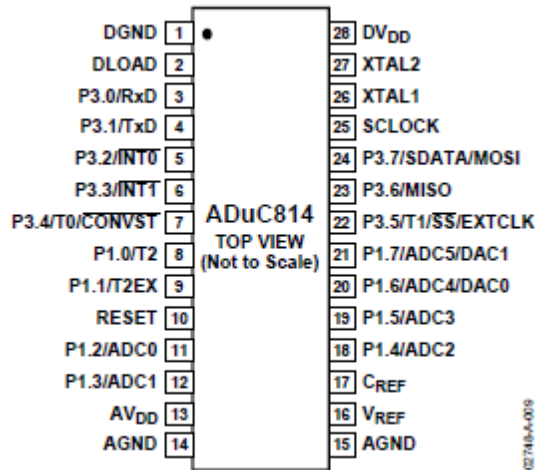 DGND 1 28 DVDD
DLOAD 2 27 XTAL2
P3.0/RxD 3 26 XTAL1
P3.1/TxD 4 25 SCLOCK
P3.2/INT0 5 24 P3.7/SDATA/MOSI
P3.3/INT1 6 23 P3.6/MISO
P3.4/T0/CONVST 7 ADuC814 22 P3.5/T1/SS/EXTCLK
TOP VIEW
P1.0/T2 8 (Not to Scale) 21 P1.7/ADC5/DAC1
P1.1/T2EX 9 20 P1.6/ADC4/DAC0
RESET 10 19 P1.5/ADC3
P1.2/ADC0 11 18 P1.4/ADC2
P1.3/ADC1 12 17 CREF
AVDD 13 16 VREF
AGND 14 15 AGND
02748-A-009